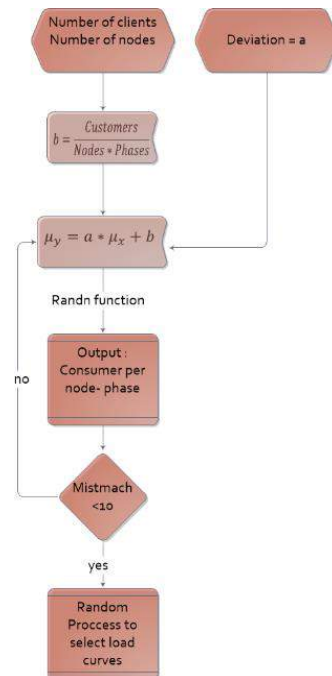 Number of clients
Number of nodes
Deviation = a
b = Customers / Nodes * Phases
μy = a * μx + b
Randn function
Output :
Consumer per
node- phase
no
Mistmach
<10
yes
Random
Proccess to
select load
curves